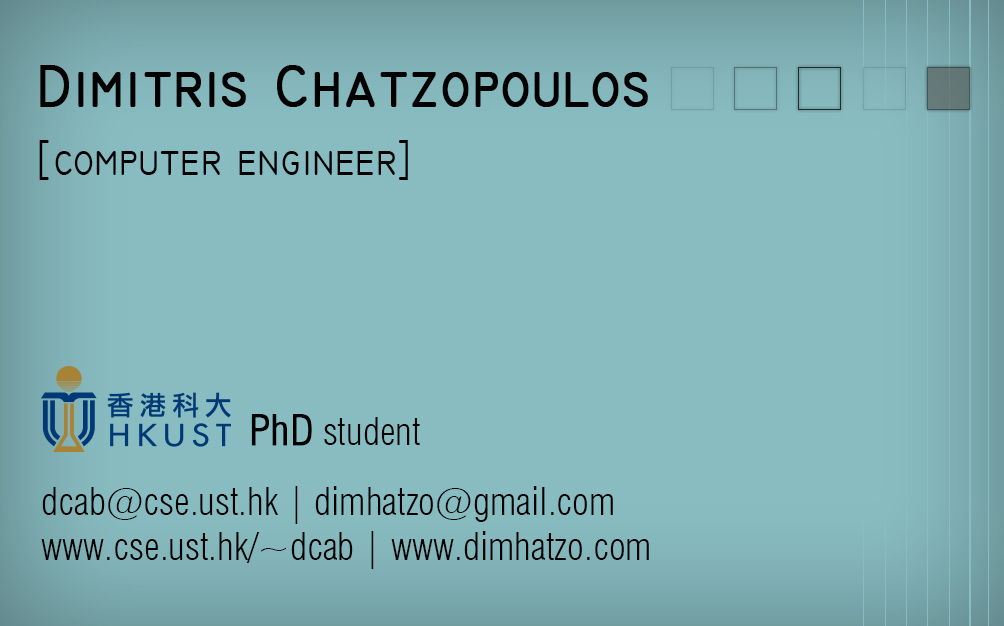 Dimitris Chatzopoulos
[computer engineer]
香港科大
HKUST PhD student
dcab@cse.ust.hk | dimhatzo@gmail.com
www.cse.ust.hk/~dcab | www.dimhatzo.com